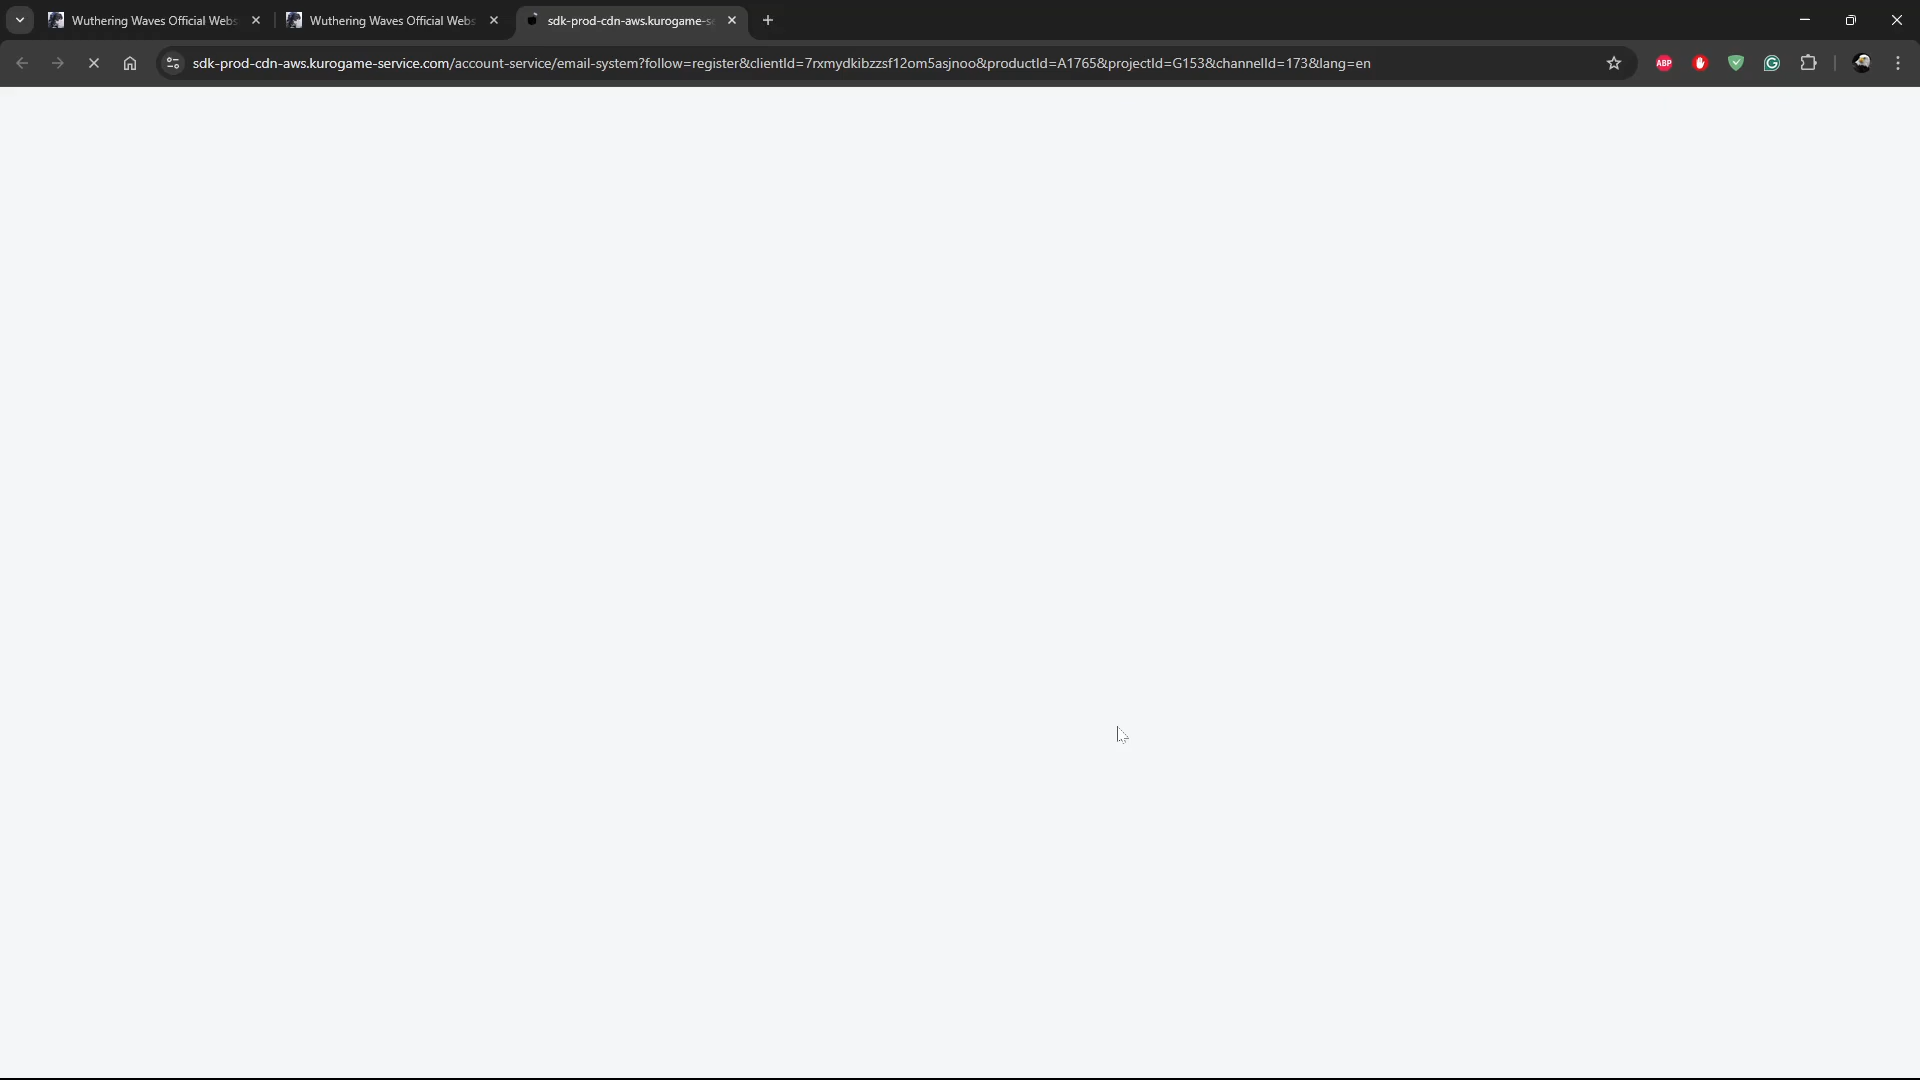 Wuthering Waves Official Webs
Wuthering Waves Official Webs
sdk-prod-cdn-aws.kurogame-se
sdk-prod-cdn-aws.kurogame-service.com/account-service/email-system?follow=register&clientId=7rxmydkibzzsf12om5asjnoo&productId=A1765&projectId=G153&channelId=173&lang=en
ABP